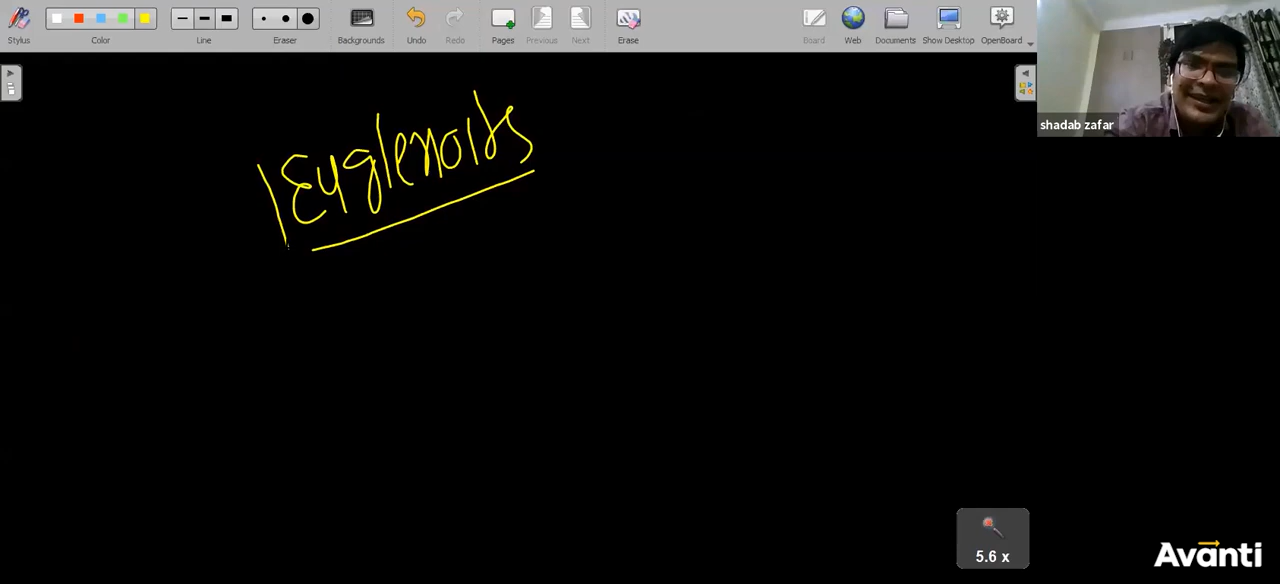 Stylus Color Line Eraser Backgrounds Undo Redo Pages Previous Next Erase Board Web Documents Show Desktop OpenBoard
shadab zafar
Euglenoids
5.6 x
Avanti